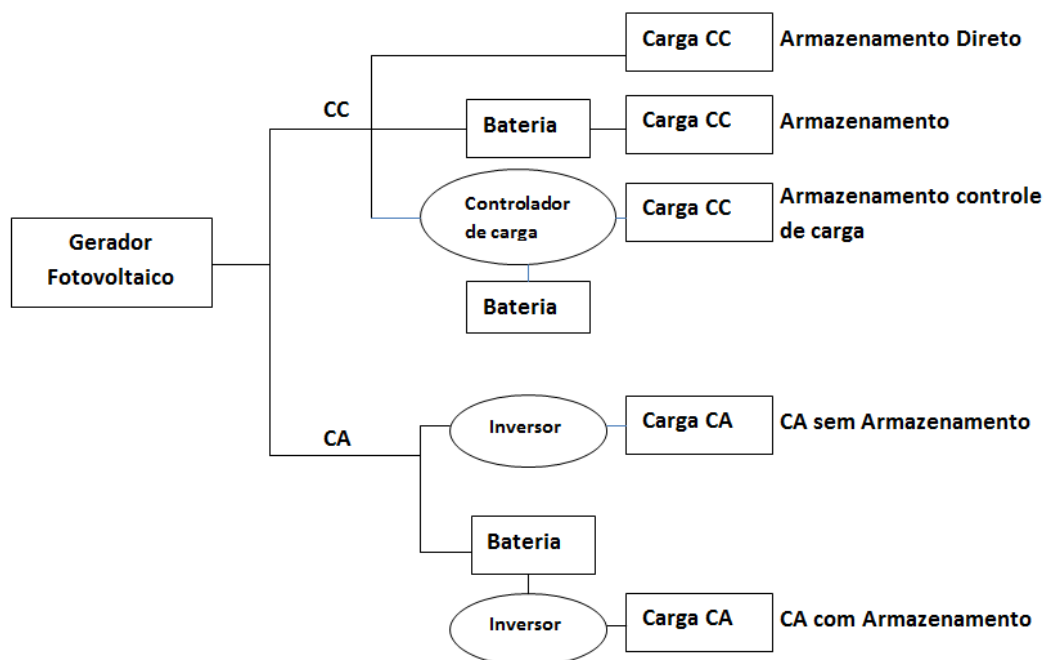 Carga CC
Armazenamento Direto
CC
Bateria
Carga CC
Armazenamento
Controlador
de carga
Carga CC
Armazenamento controle
de carga
Gerador
Fotovoltaico
Bateria
CA
Inversor
Carga CA
CA sem Armazenamento
Bateria
Inversor
Carga CA
CA com Armazenamento